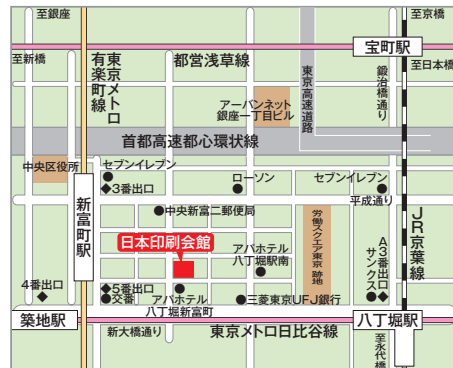 至銀座
至京橋
宝町駅
至新橋
東京メトロ
有楽町線
都営浅草線
至日本橋
東京高速道路
鍛治橋通り
アーバンネット
銀座一丁目ビル
首都高速都心環状線
中央区役所
セブンイレブン
◆3番出口
ローソン
セブンイレブン
平成通り
新富町駅
中央新富二郵便局
労働スクエア東京 跡地
JR京葉線
日本印刷会館
アパホテル
八丁堀駅南
A3番出口
サンクス
4番出口
◆5番出口
交番
アパホテル
八丁堀新富町
三菱東京UFJ銀行
築地駅
新大橋通り
東京メトロ日比谷線
八丁堀駅
至永代橋